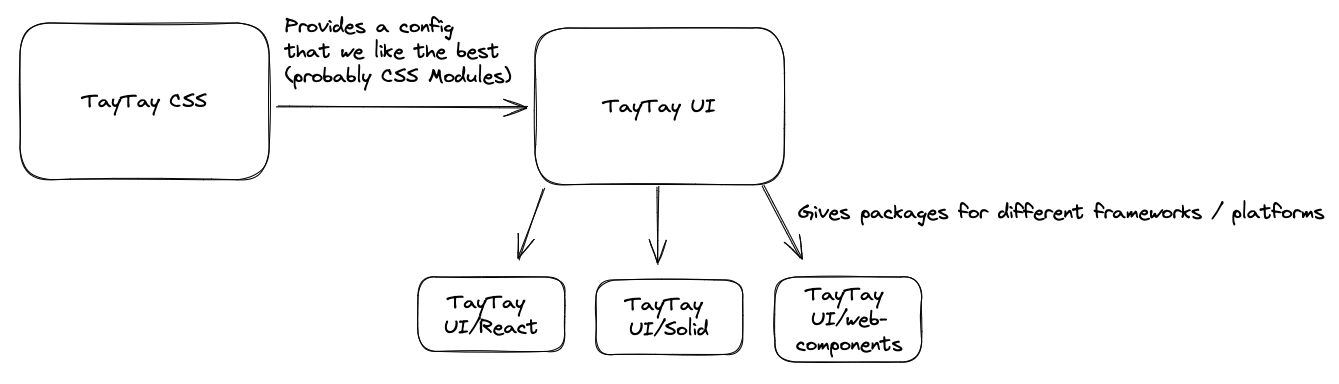 Provides a config
that we like the best
(probably CSS Modules)
TayTay CSS
TayTay UI
Gives packages for different frameworks / platforms
TayTay
UI/React
TayTay
UI/Solid
TayTay
UI/web-
components